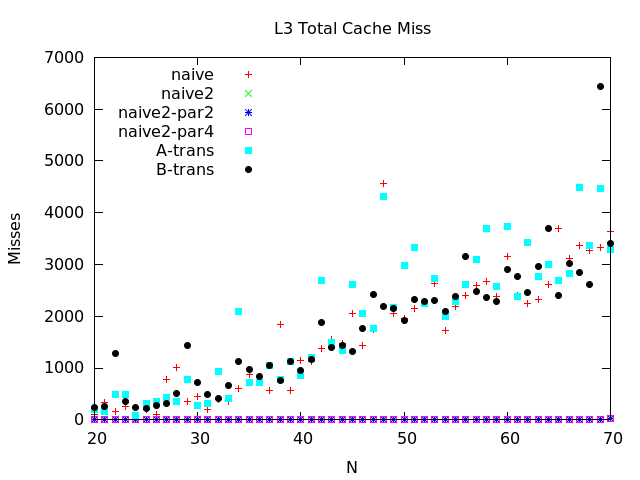 L3 Total Cache Miss
7000
6000
5000
4000
3000
2000
1000
0
Misses
naive
naive2
naive2-par2
naive2-par4
A-trans
B-trans
20 30 40 50 60 70
N